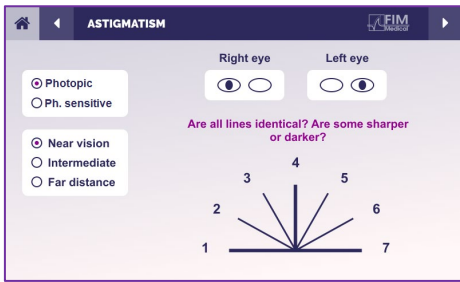 ASTIGMATISM
FIM
Medical
Right eye
Left eye
Photopic
Ph. sensitive
Near vision
Intermediate
Far distance
Are all lines identical? Are some sharper
or darker?
4
3
5
2
6
1
7